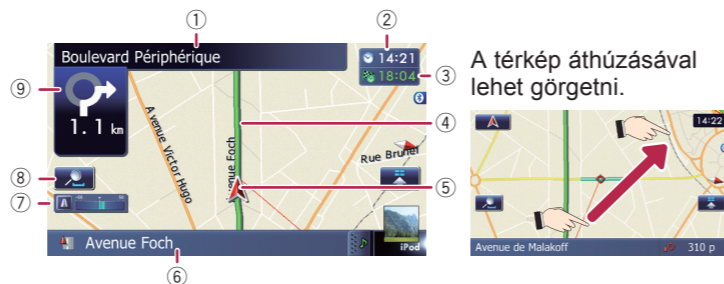 ① ②
Boulevard Périphérique
14:21
18:04
③
⑨
1.1 km
④
Avenue Victor Hugo
Avenue Foch
Rue Brunel
⑧
⑤
⑦ A
Avenue Foch
iPod
⑥
A térkép áthúzásával
lehet görgetni.
14:22
Avenue de Malakoff
310 р